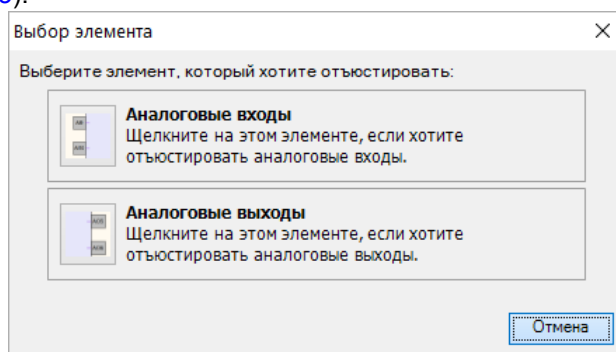 Выбор элемента
Выберите элемент, который хотите отъюстировать:
Аналоговые входы
Щелкните на этом элементе, если хотите
отъюстировать аналоговые входы.
Аналоговые выходы
Щелкните на этом элементе, если хотите
отъюстировать аналоговые выходы.
Отмена